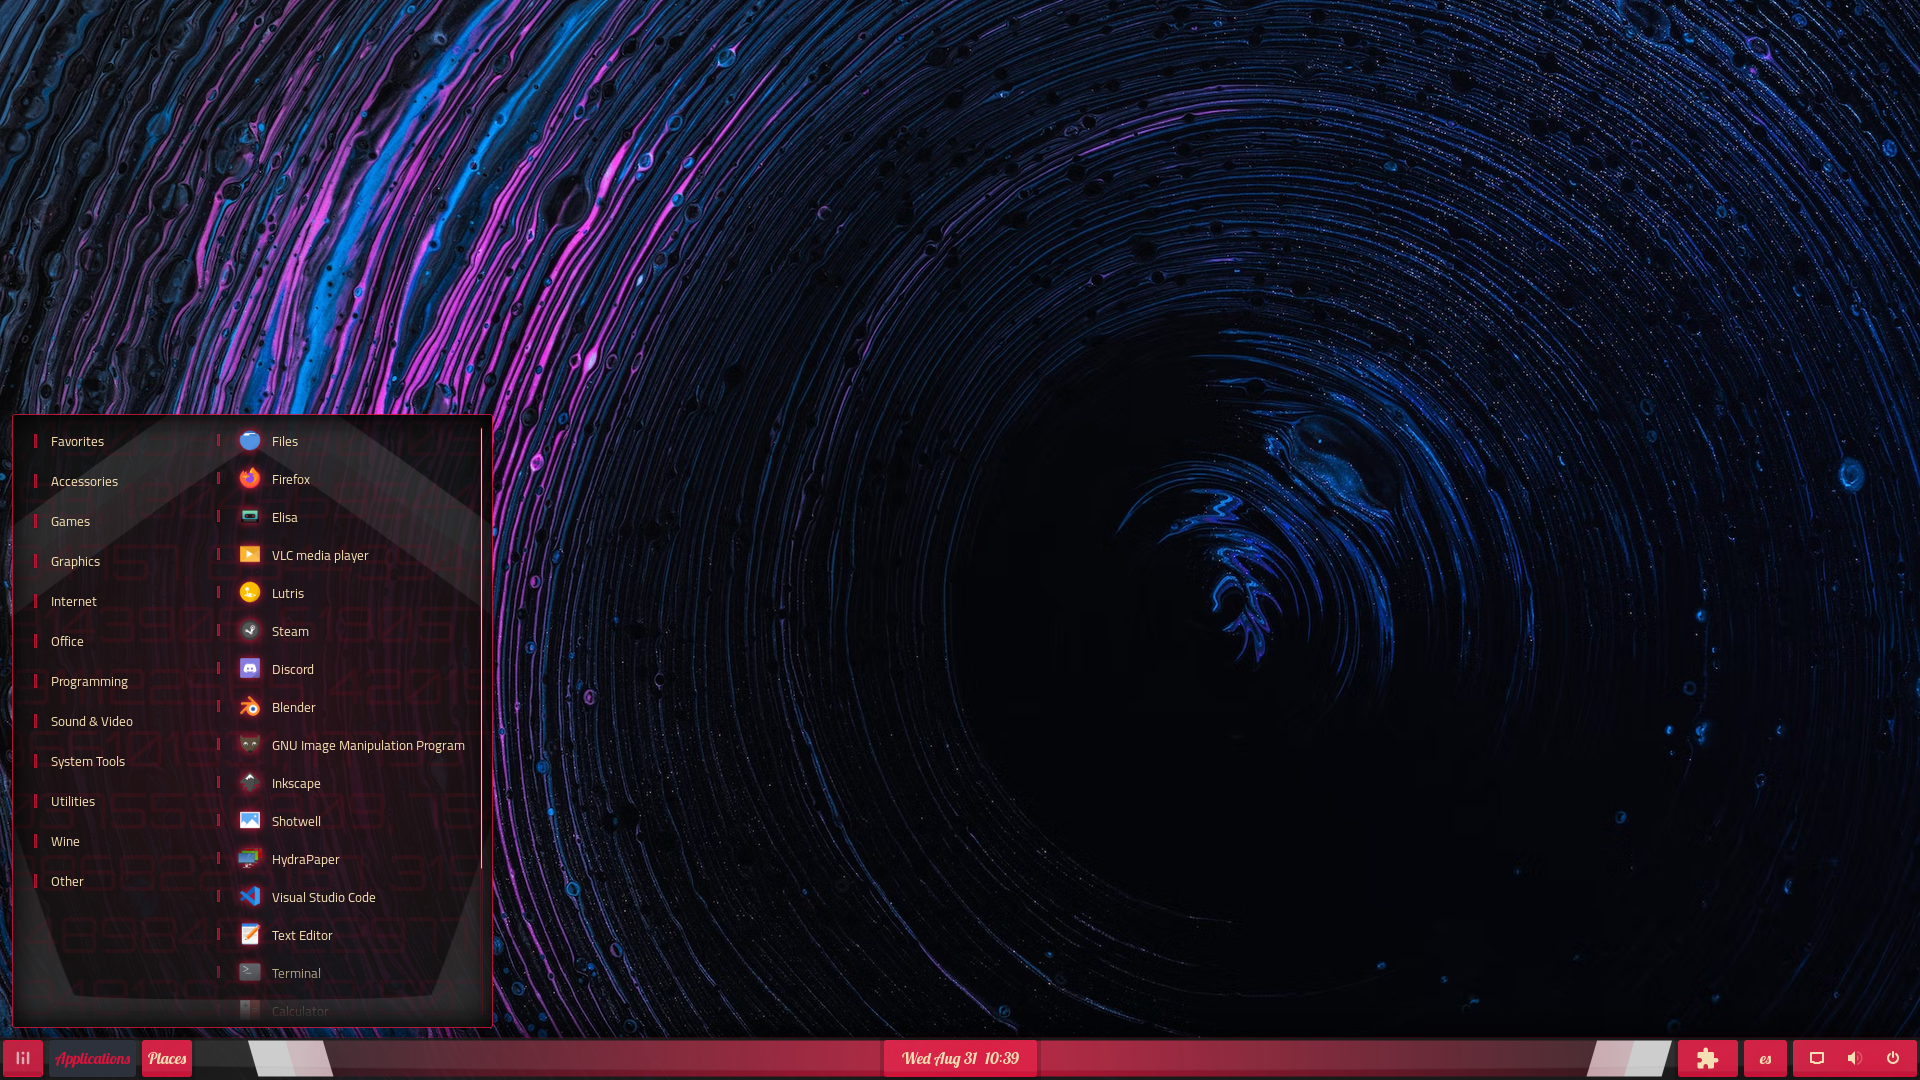 Favorites
Accessories
Games
Graphics
Internet
Office
Programming
Sound & Video
System Tools
Utilities
Wine
Other
Files
Firefox
Elisa
VLC media player
Lutris
Steam
Discord
Blender
GNU Image Manipulation Program
Inkscape
Shotwell
HydraPaper
Visual Studio Code
Text Editor
Terminal
Calculator
Applications
Places
Wed Aug 31 10:39
es